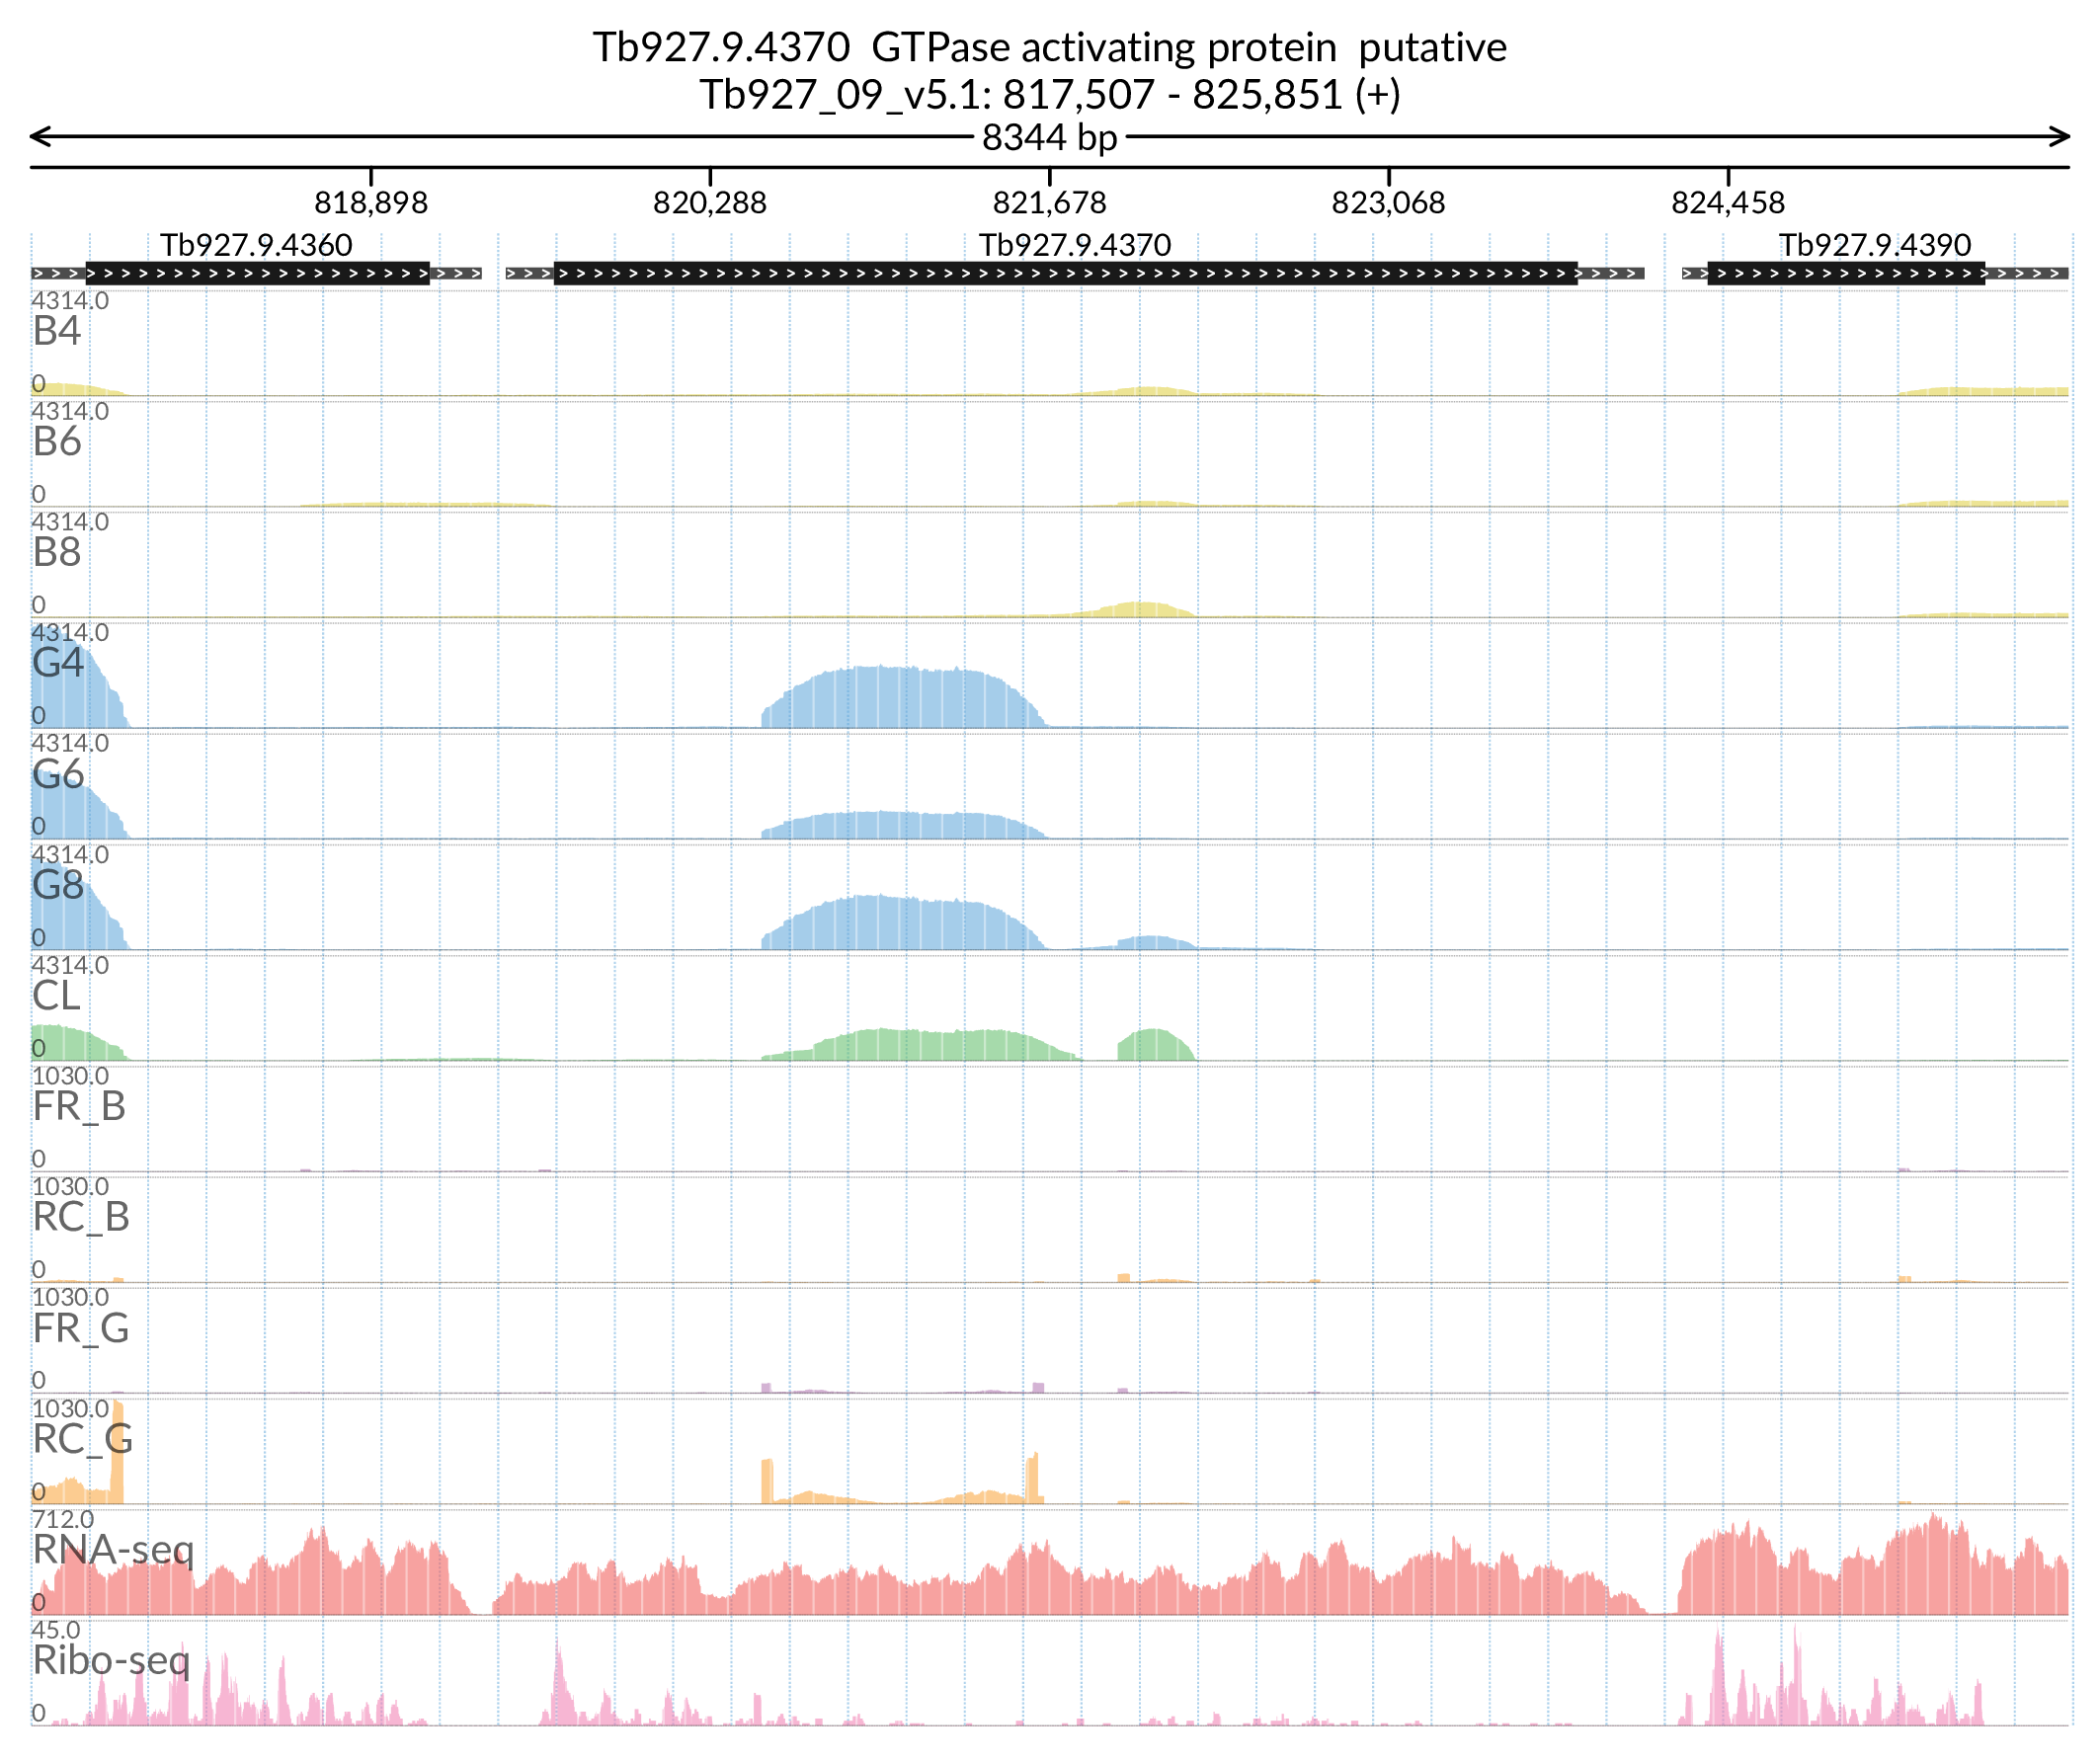 Tb927.9.4370  GTPase activating protein  putative
Tb927_09_v5.1: 817,507 - 825,851 (+)
8344 bp
818,898 820,288 821,678 823,068 824,458
Tb927.9.4360 Tb927.9.4370 Tb927.9.4390
4314.0
B4
0
4314.0
B6
0
4314.0
B8
0
4314.0
G4
0
4314.0
G6
0
4314.0
G8
0
4314.0
CL
0
1030.0
FR_B
0
1030.0
RC_B
0
1030.0
FR_G
0
1030.0
RC_G
0
712.0
RNA-seq
0
45.0
Ribo-seq
0